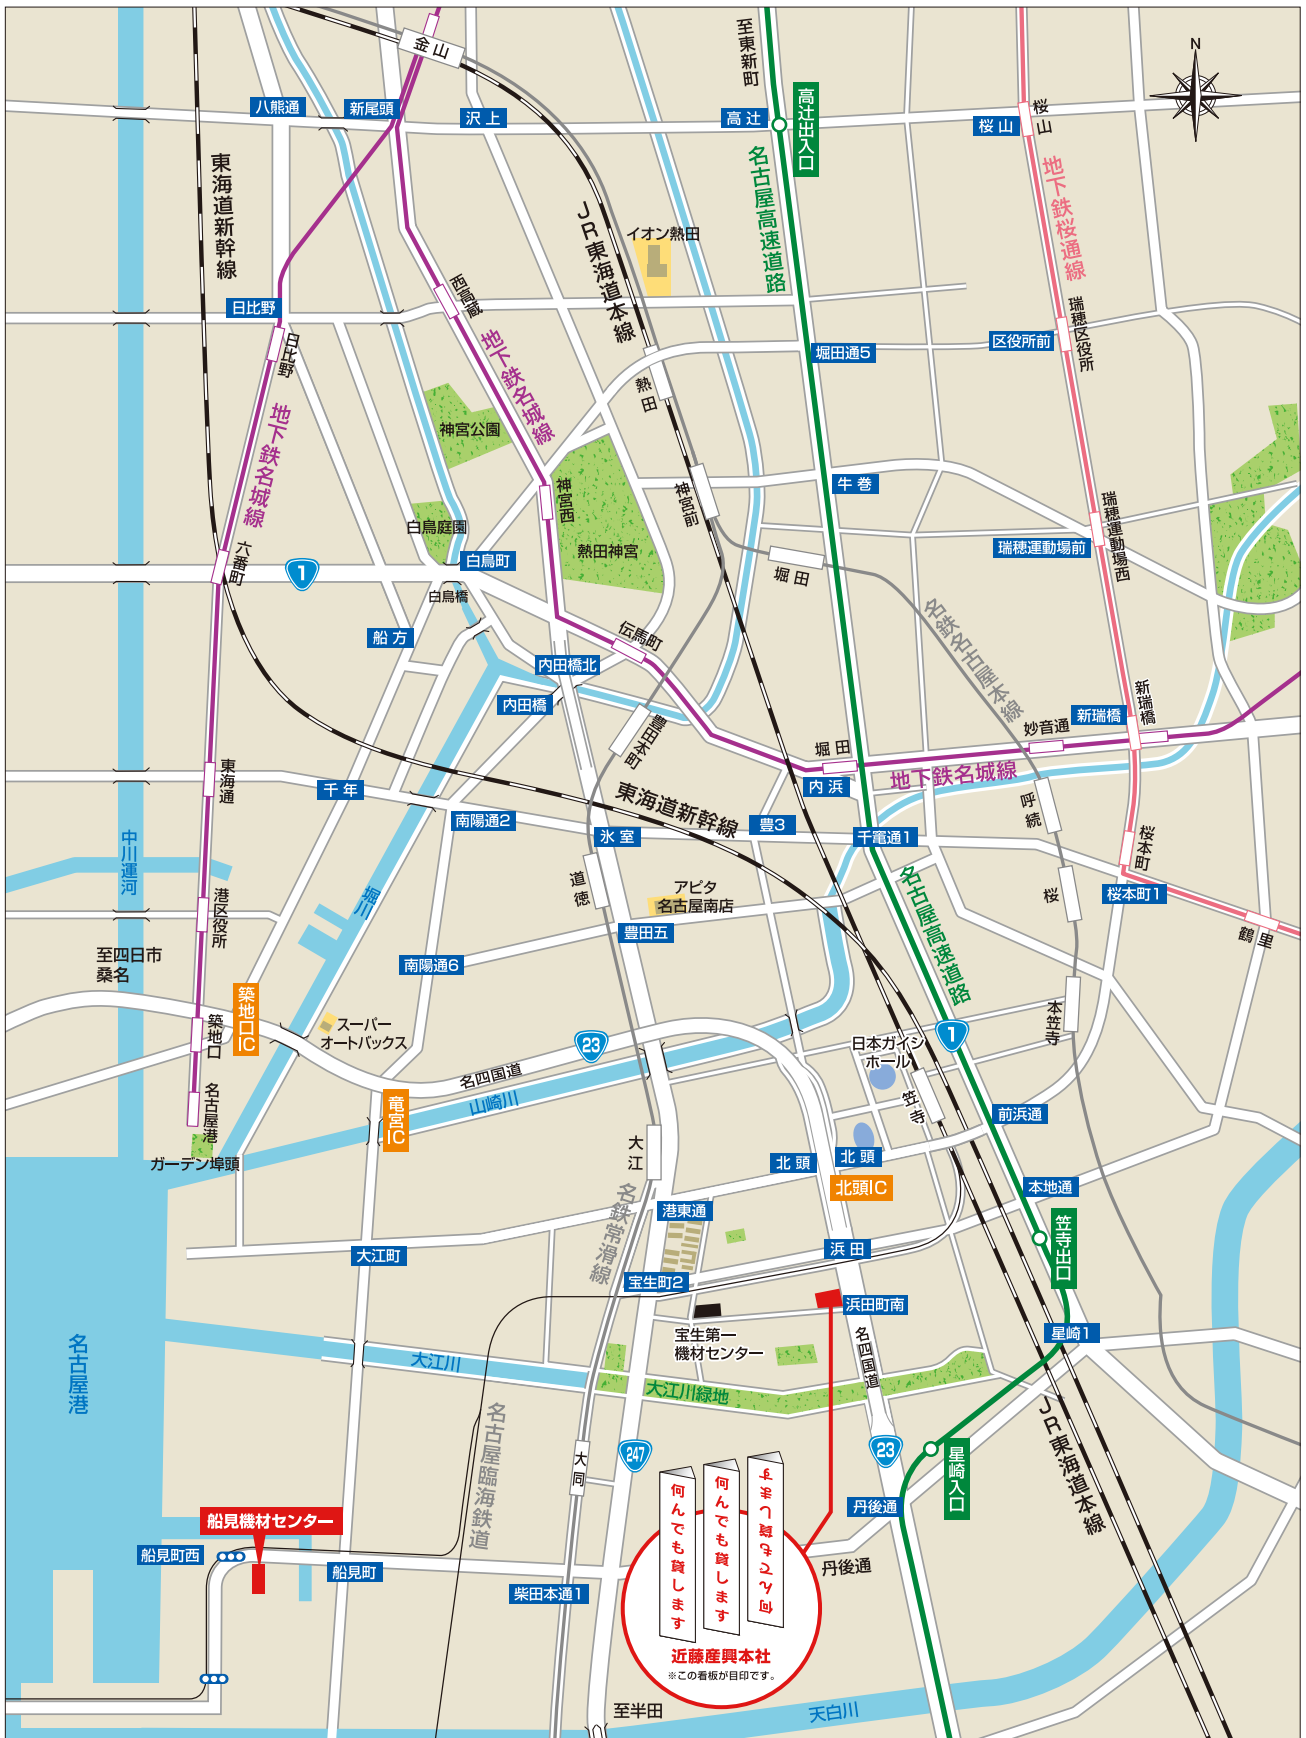 金山
至東新町
N
八熊通
新尾頭
沢上
高辻
高辻出入口
桜山
桜山
東海道新幹線
名古屋高速道路
地下鉄桜通線
JR東海道本線
イオン熱田
西高蔵
日比野
日比野
地下鉄名城線
瑞穂区役所
区役所前
堀田通5
熱田
地下鉄名城線
神宮公園
神宮西
神宮前
牛巻
白鳥庭園
熱田神宮
瑞穂運動場西
瑞穂運動場前
六番町
1
白鳥町
白鳥橋
堀田
名鉄名古屋本線
船方
伝馬町
内田橋北
内田橋
豊田本町
新瑞橋
新瑞橋
妙音通
堀田
地下鉄名城線
内浜
東海通
千年
南陽通2
東海道新幹線
氷室
豊3
千竈通1
呼続
桜本町
中川運河
堀川
港区役所
道徳
アピタ
名古屋南店
名古屋高速道路
桜
桜本町1
鶴里
豊田五
至四日市
桑名
南陽通6
築地口IC
築地口
スーパー
オートバックス
23
名四国道
山崎川
日本ガイシ
ホール
1
本笠寺
笠寺
名古屋港
竜宮IC
前浜通
ガーデン埠頭
大江
北頭
北頭
北頭IC
本地通
名鉄常滑線
港東通
笠寺出口
大江町
浜田
宝生町2
浜田町南
宝生第一
機材センター
名四国道
星崎1
名古屋港
大江川
大江川緑地
名古屋臨海鉄道
JR東海道本線
247
23
星崎入口
大同
何んでも貸します
何んでも貸します
何んでも貸します
丹後通
船見機材センター
船見町西
船見町
柴田本通1
丹後通
近藤産興本社
※この看板が目印です。
至半田
天白川